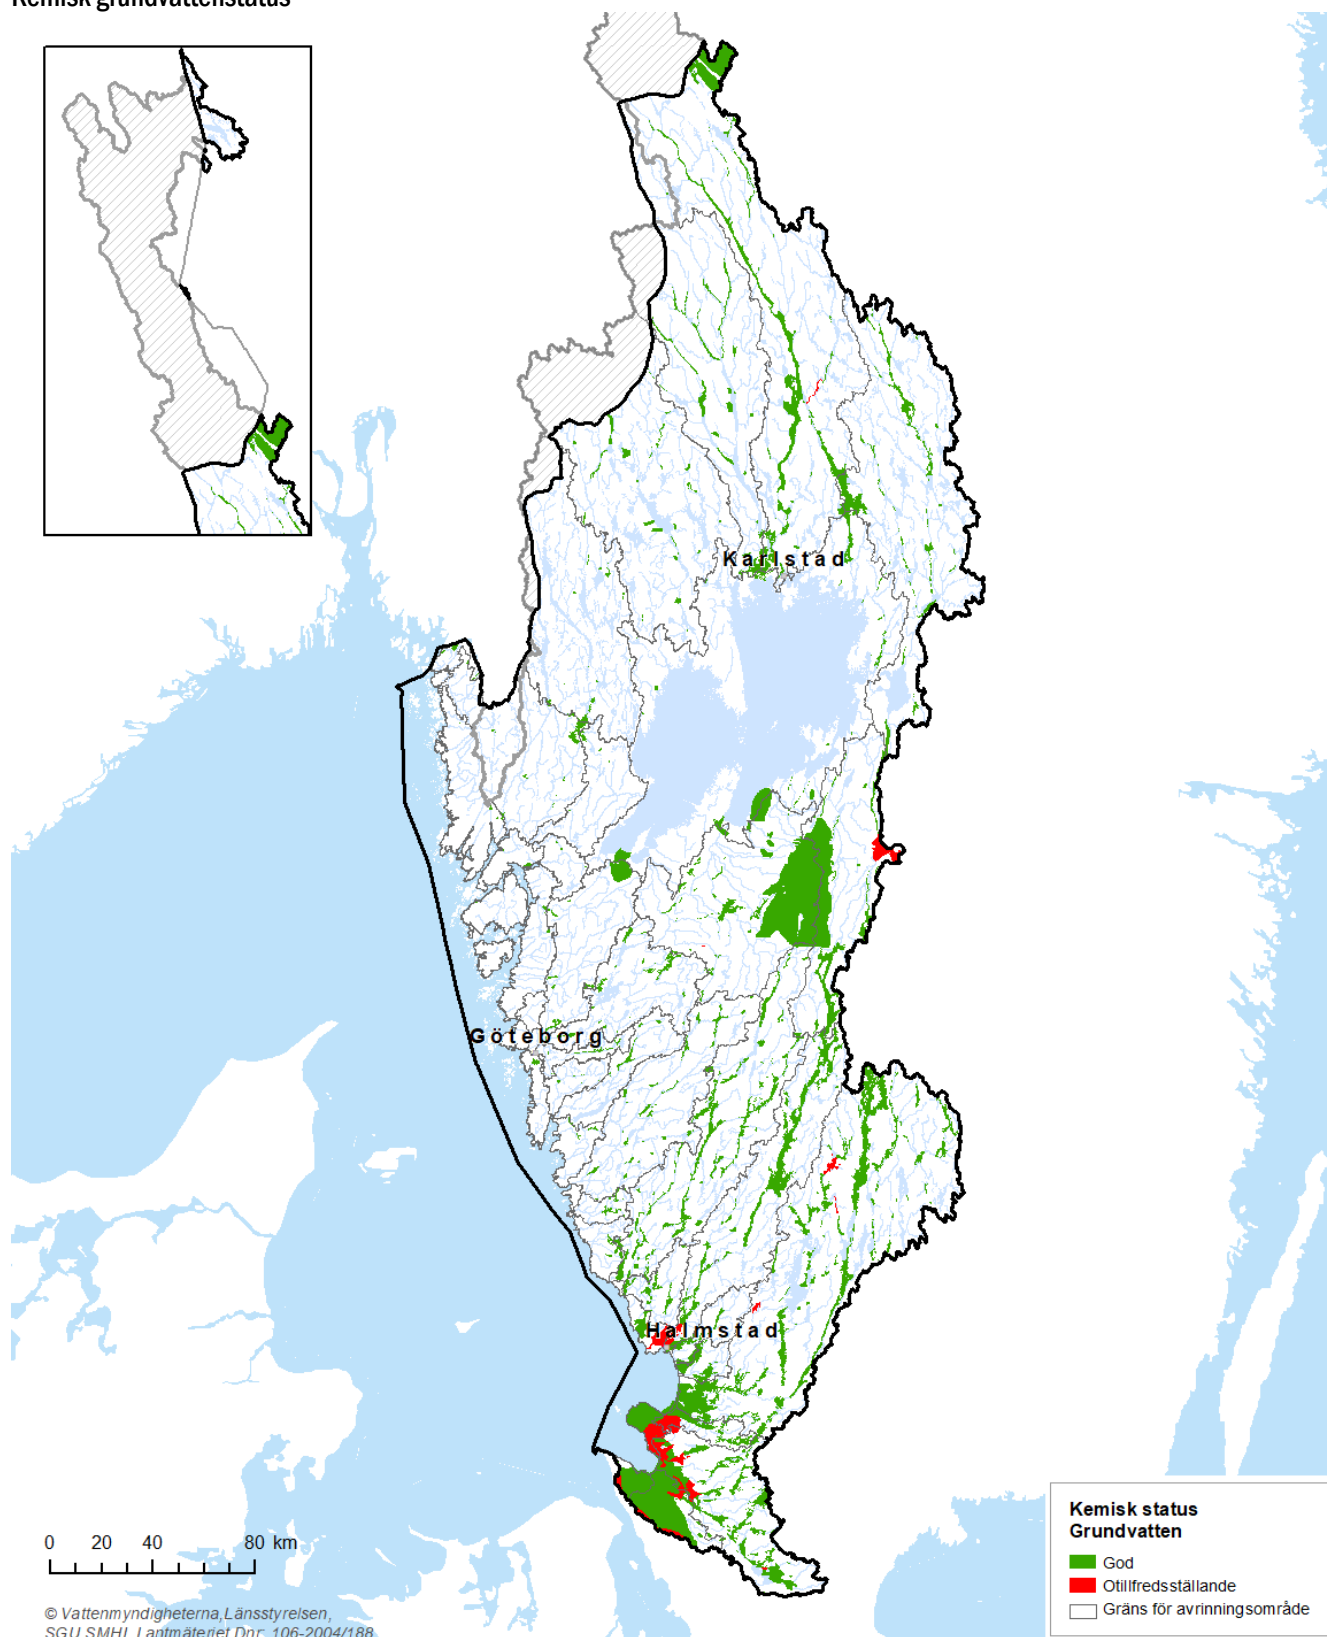 Kemisk grundvattenstatus
Karlstad
Göteborg
Halmstad
0 20 40 80 km
© Vattenmyndigheterna,Länsstyrelsen,
SGU,SMHI, Lantmäteriet Dnr: 106-2004/188
Kemisk status
Grundvatten
God
Otillfredsställande
Gräns för avrinningsområde